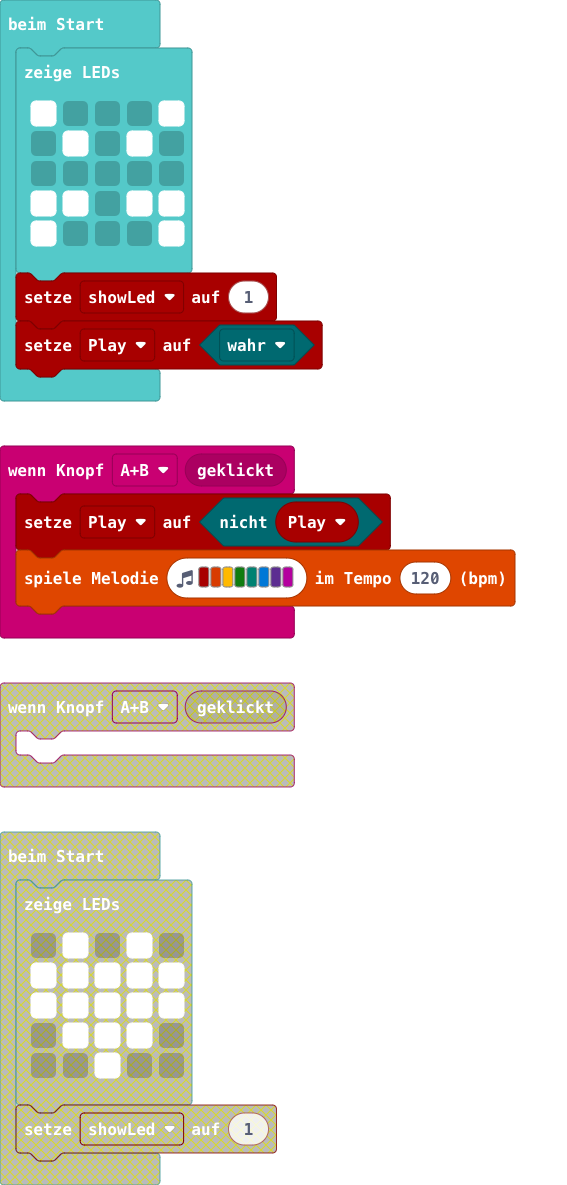 beim Start
zeige LEDs
setze showLed auf 1
setze Play auf wahr
wenn Knopf A+B geklickt
setze Play auf nicht Play
spiele Melodie im Tempo 120 (bpm)
wenn Knopf A+B geklickt
beim Start
zeige LEDs
setze showLed auf 1